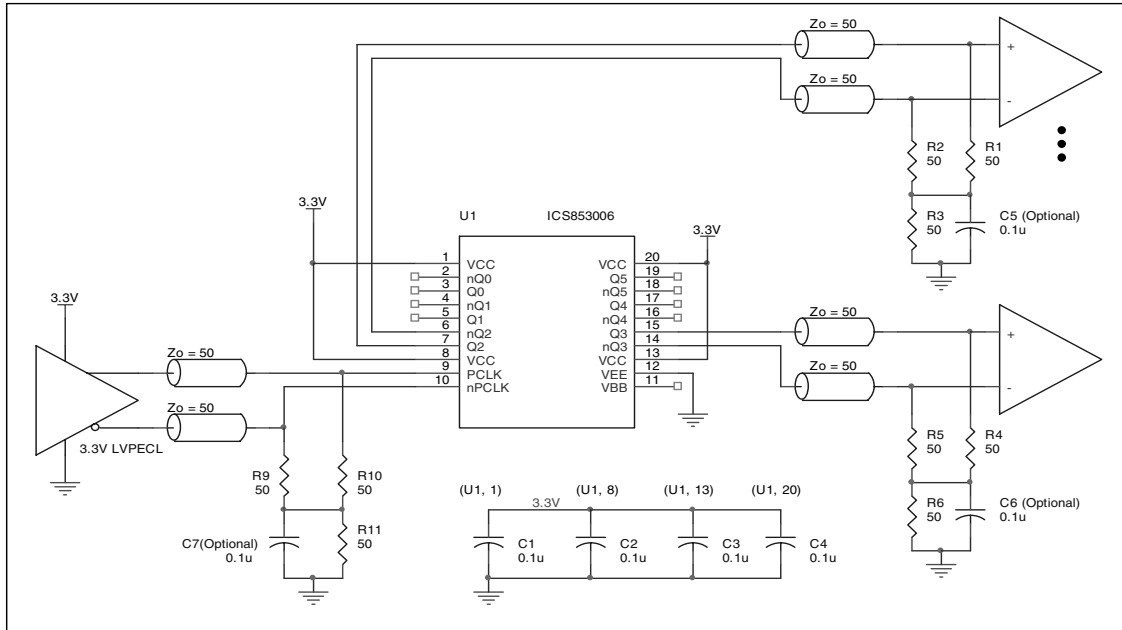 Zo = 50
+
Zo = 50
-
R2
50
R1
50
R3
50
C5 (Optional)
0.1u
3.3V
U1
ICS853006
3.3V
1
VCC
2
nQ0
3
Q0
4
nQ1
5
Q1
6
nQ2
7
Q2
8
VCC
9
PCLK
10
nPCLK
VCC
20
Q5
19
nQ5
18
Q4
17
nQ4
16
Q3
15
nQ3
14
VCC
13
VEE
12
VBB
11
3.3V
Zo = 50
Zo = 50
3.3V LVPECL
R9
50
R10
50
C7(Optional)
0.1u
R11
50
Zo = 50
+
Zo = 50
-
R5
50
R4
50
R6
50
C6 (Optional)
0.1u
(U1, 1)
(U1, 8)
(U1, 13)
(U1, 20)
3.3V
C1
0.1u
C2
0.1u
C3
0.1u
C4
0.1u